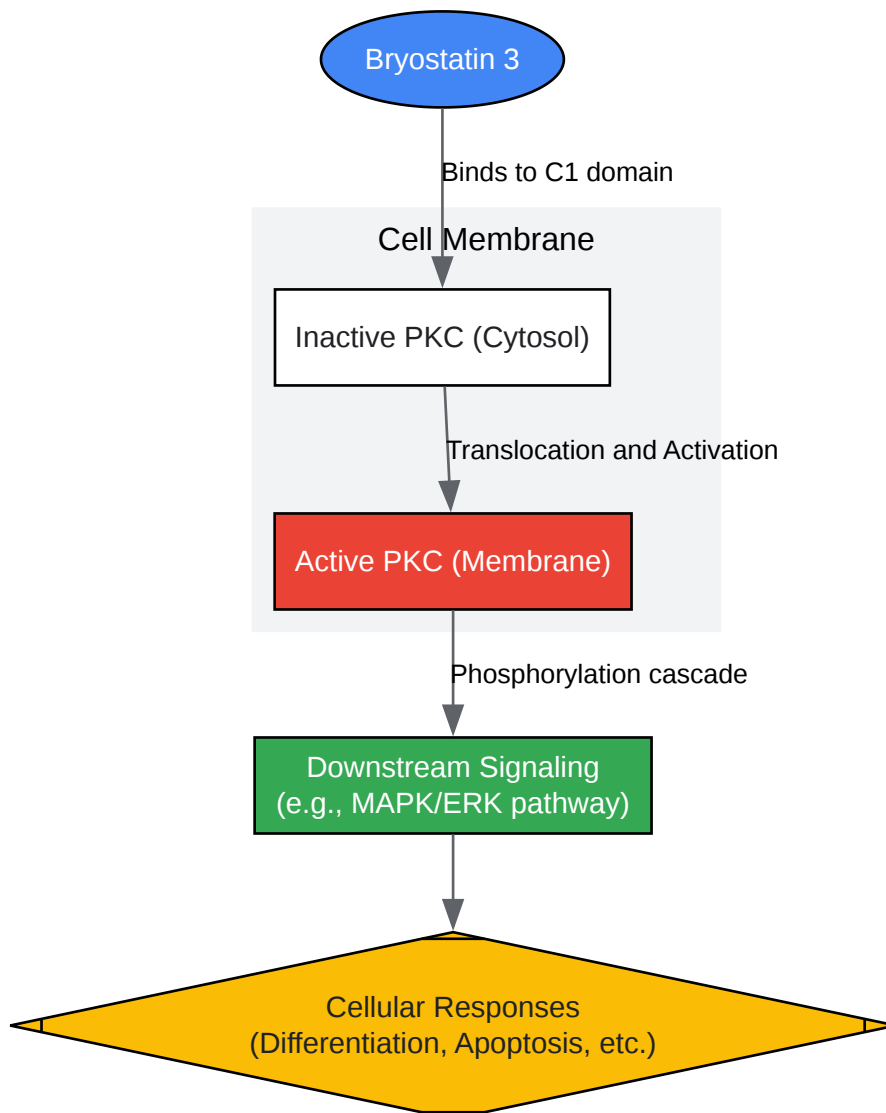 Bryostatin 3
Binds to C1 domain
Cell Membrane
Inactive PKC (Cytosol)
Translocation and Activation
Active PKC (Membrane)
Phosphorylation cascade
Downstream Signaling
(e.g., MAPK/ERK pathway)
Cellular Responses
(Differentiation, Apoptosis, etc.)